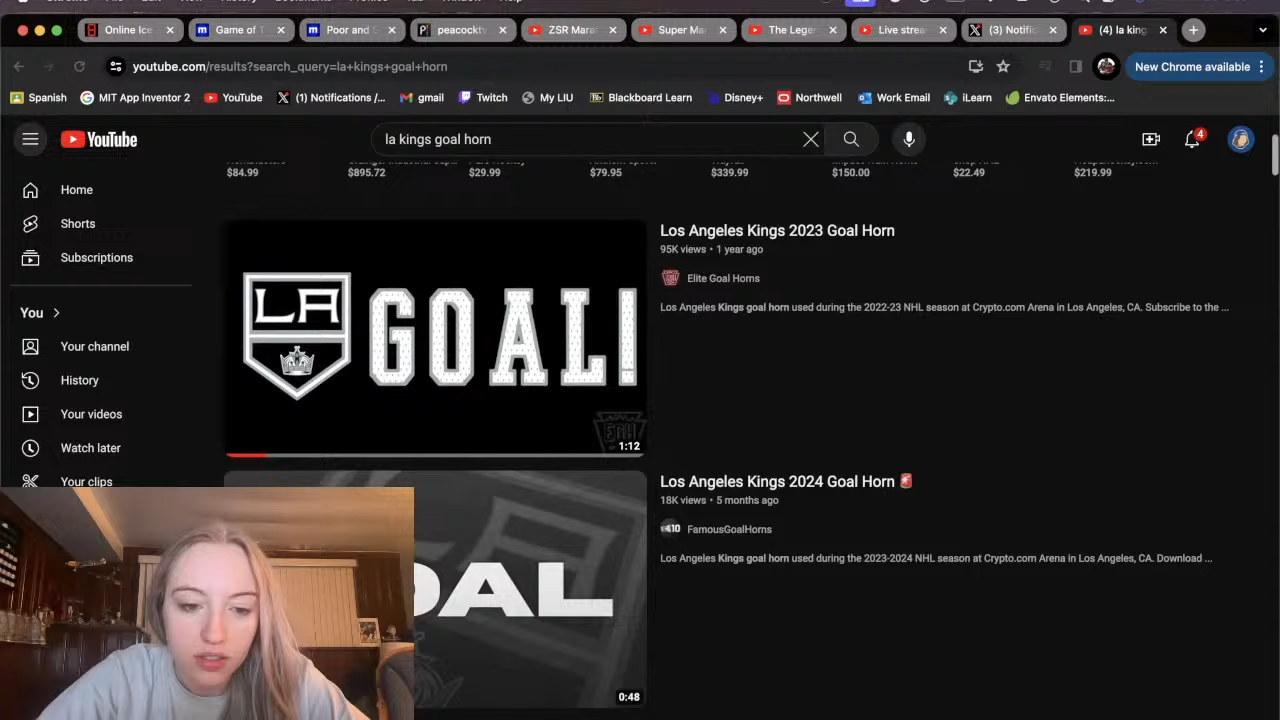 Online Ice
Game of T
Poor and S
peacockt
ZSR Mara
Super Ma
The Leger
Live strea
(3) Notifi
(4) la king
youtube.com/results?search_query=la+kings+goal+horn
New Chrome available
Spanish
MIT App Inventor 2
YouTube
(1) Notifications /...
gmail
Twitch
My LIU
Blackboard Learn
Disney+
Northwell
Work Email
iLearn
Envato Elements:...
YouTube
la kings goal horn
4
$84.99
$895.72
$29.99
$79.95
$339.99
$150.00
$22.49
$219.99
Home
Shorts
Subscriptions
You
Your channel
History
Your videos
Watch later
Your clips
LA GOAL!
1:12
Los Angeles Kings 2023 Goal Horn
95K views • 1 year ago
Elite Goal Horns
Los Angeles Kings goal horn used during the 2022-23 NHL season at Crypto.com Arena in Los Angeles, CA. Subscribe to the ...
OAL
0:48
Los Angeles Kings 2024 Goal Horn
18K views • 5 months ago
FamousGoalHorns
Los Angeles Kings goal horn used during the 2023-2024 NHL season at Crypto.com Arena in Los Angeles, CA. Download ...